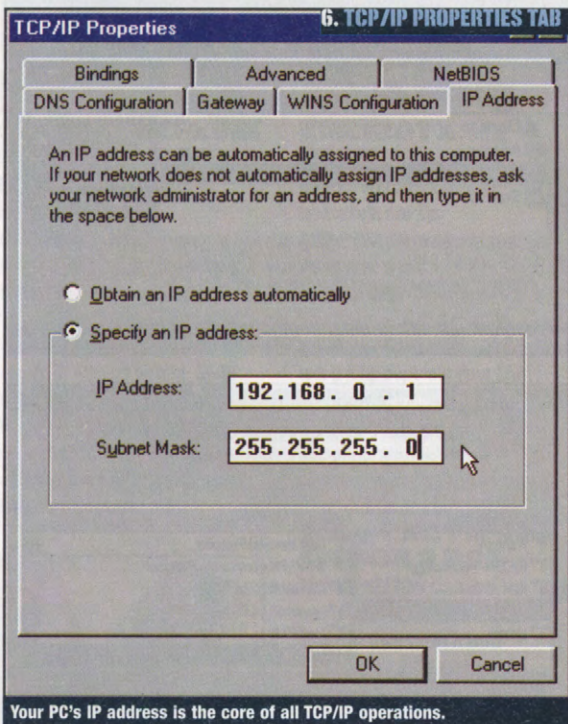 6. TCP/IP PROPERTIES TAB
TCP/IP Properties
Bindings
Advanced
NetBIOS
DNS Configuration
Gateway
WINS Configuration
IP Address
An IP address can be automatically assigned to this computer.
If your network does not automatically assign IP addresses, ask
your network administrator for an address, and then type it in
the space below.
Obtain an IP address automatically
Specify an IP address:
IP Address:
192.168. 0 . 1
Subnet Mask:
255.255.255. 0
OK
Cancel
Your PC's IP address is the core of all TCP/IP operations.